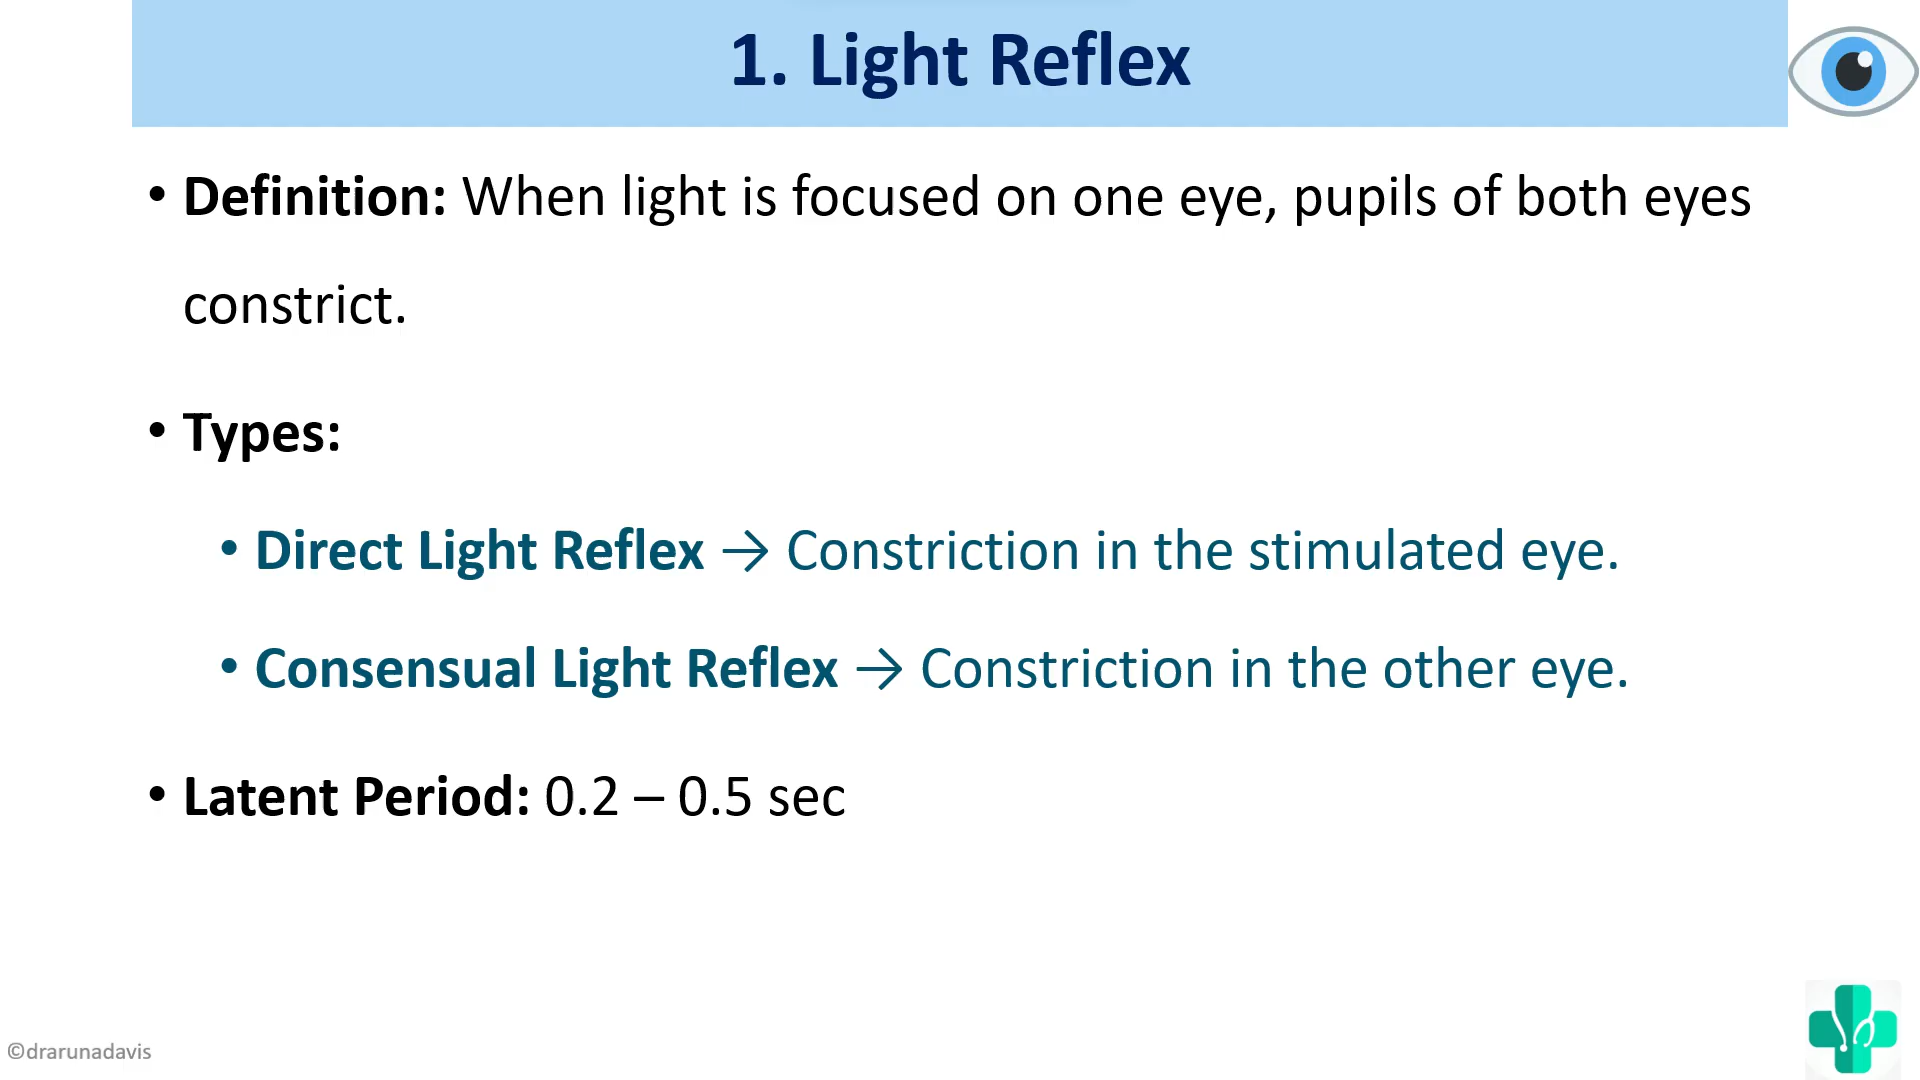 1. Light Reflex
• Definition: When light is focused on one eye, pupils of both eyes
constrict.
• Types:
• Direct Light Reflex → Constriction in the stimulated eye.
• Consensual Light Reflex → Constriction in the other eye.
• Latent Period: 0.2 – 0.5 sec
©drarunadavis